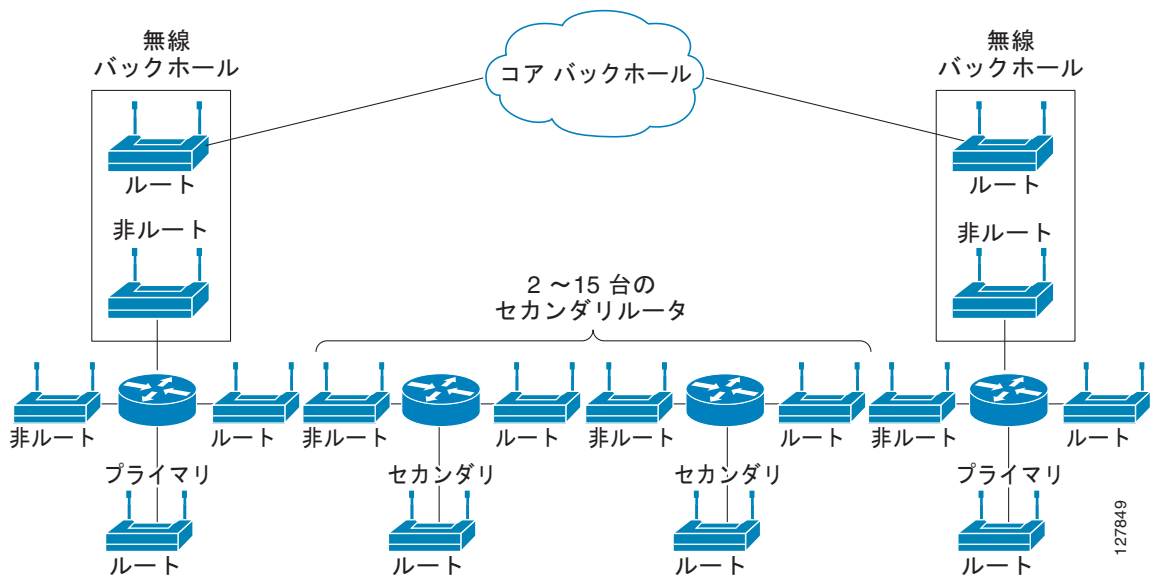 無線
バックホール
コア バックホール
無線
バックホール
ルート
ルート
非ルート
非ルート
2 ～15 台の
セカンダリルータ
非ルート
ルート
非ルート
ルート
非ルート
ルート
非ルート
ルート
プライマリ
セカンダリ
セカンダリ
プライマリ
ルート
ルート
ルート
ルート
127849